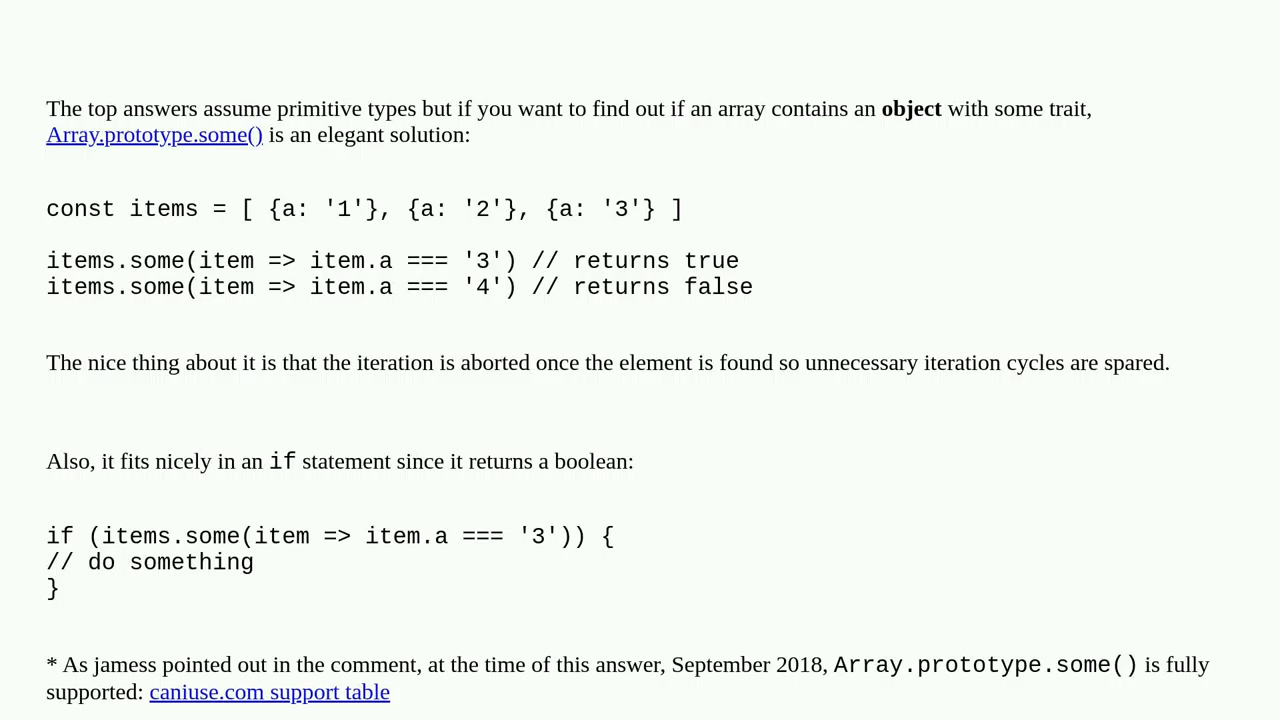 The top answers assume primitive types but if you want to find out if an array contains an object with some trait,
Array.prototype.some() is an elegant solution:
const items = [ {a: '1'}, {a: '2'}, {a: '3'} ]
items.some(item => item.a === '3') // returns true
items.some(item => item.a === '4') // returns false
The nice thing about it is that the iteration is aborted once the element is found so unnecessary iteration cycles are spared.
Also, it fits nicely in an if statement since it returns a boolean:
if (items.some(item => item.a === '3')) {
// do something
}
* As jamess pointed out in the comment, at the time of this answer, September 2018, Array.prototype.some() is fully
supported: caniuse.com support table